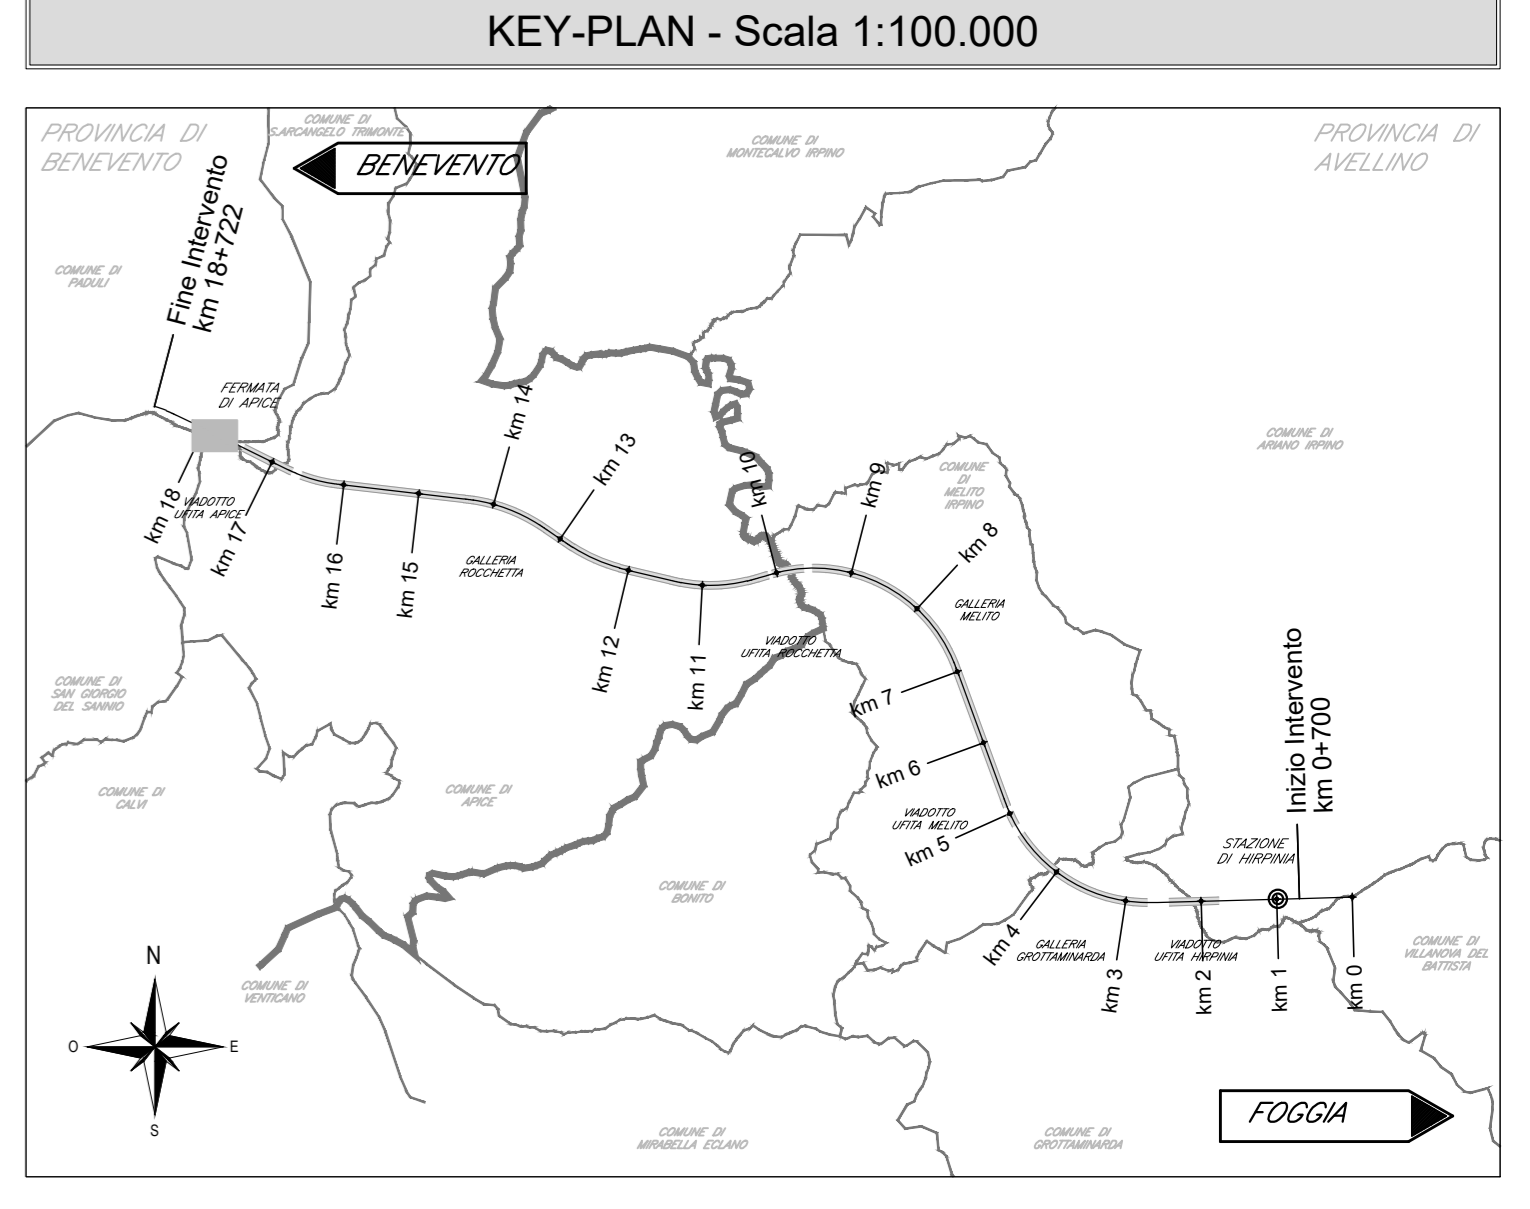 KEY-PLAN - Scala 1:100.000
PROVINCIA DI
BENEVENTO
COMUNE DI
S.ARCANGELO TRIMONTE
BENEVENTO
COMUNE DI
MONTECALVO IRPINO
PROVINCIA DI
AVELLINO
Fine Intervento
km 18+722
COMUNE DI
PADULI
FERMATA
DI APICE
km 14
km 13
km 10
km 9
COMUNE
DI
MELITO
IRPINO
COMUNE DI
ARIANO IRPINO
km 18
VIADOTTO
UFITA APICE
km 17
km 16
km 15
GALLERIA
ROCCHETTA
km 8
GALLERIA
MELITO
km 12
km 11
VIADOTTO
UFITA ROCCHETTA
km 7
COMUNE DI
SAN GIORGIO
DEL SANNIO
Inizio Intervento
km 0+700
km 6
COMUNE DI
CALVI
COMUNE DI
APICE
VIADOTTO
UFITA MELITO
km 5
STAZIONE
DI HIRPINIA
COMUNE DI
BONITO
km 4
GALLERIA
GROTTAMINARDA
km 3
VIADOTTO
UFITA HIRPINIA
km 2
km 1
km 0
COMUNE DI
VILLANOVA DEL
BATTISTA
COMUNE DI
VENTICANO
N
O
E
S
FOGGIA
COMUNE DI
MIRABELLA ECLANO
COMUNE DI
GROTTAMINARDA